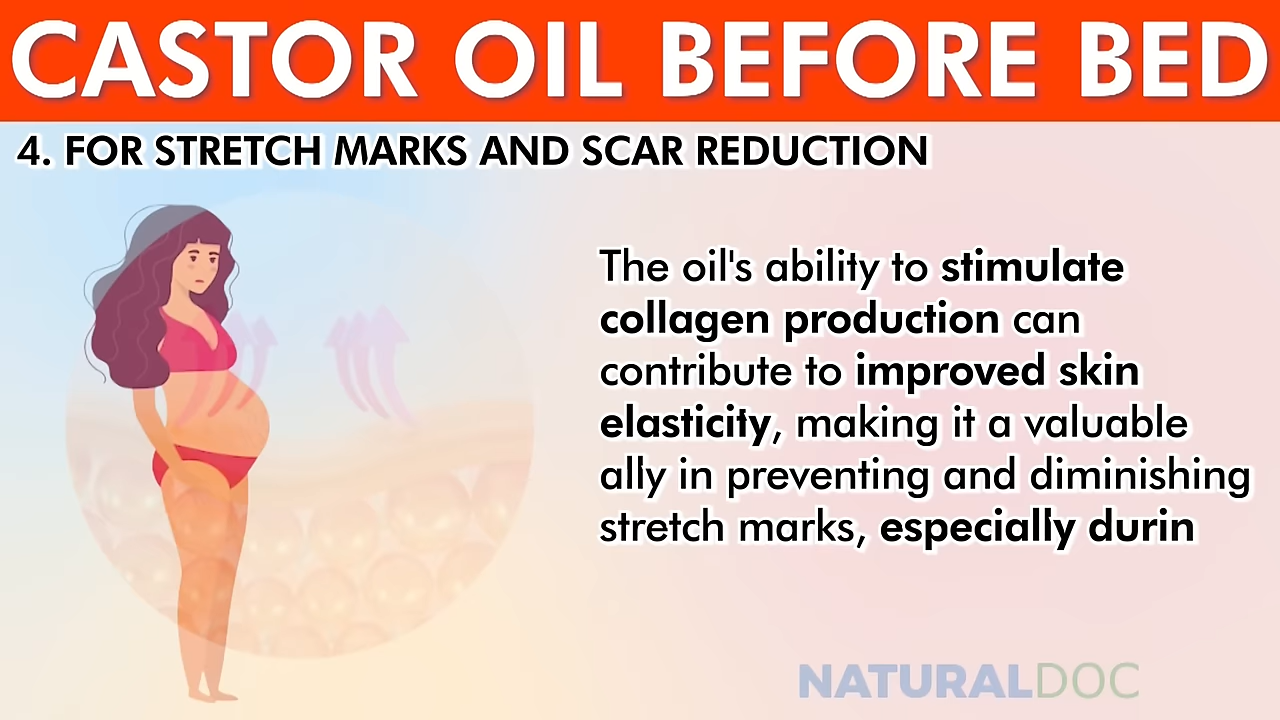 CASTOR OIL BEFORE BED
4. FOR STRETCH MARKS AND SCAR REDUCTION
The oil's ability to stimulate
collagen production can
contribute to improved skin
elasticity, making it a valuable
ally in preventing and diminishing
stretch marks, especially durin
NATURALDOC